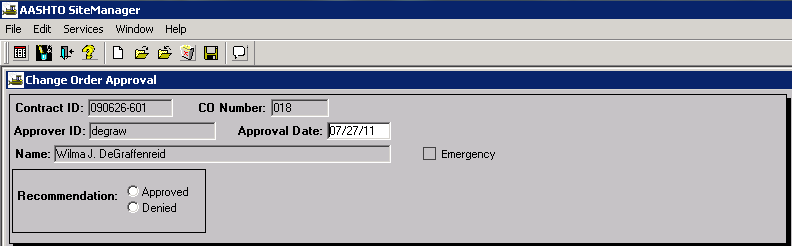 AASHTO SiteManager
File Edit Services Window Help
Change Order Approval
Contract ID: 090626-601 CO Number: 018
Approver ID: degraw Approval Date: 07/27/11
Name: Wilma J. DeGraffenreid Emergency
Approved
Recommendation:
Denied